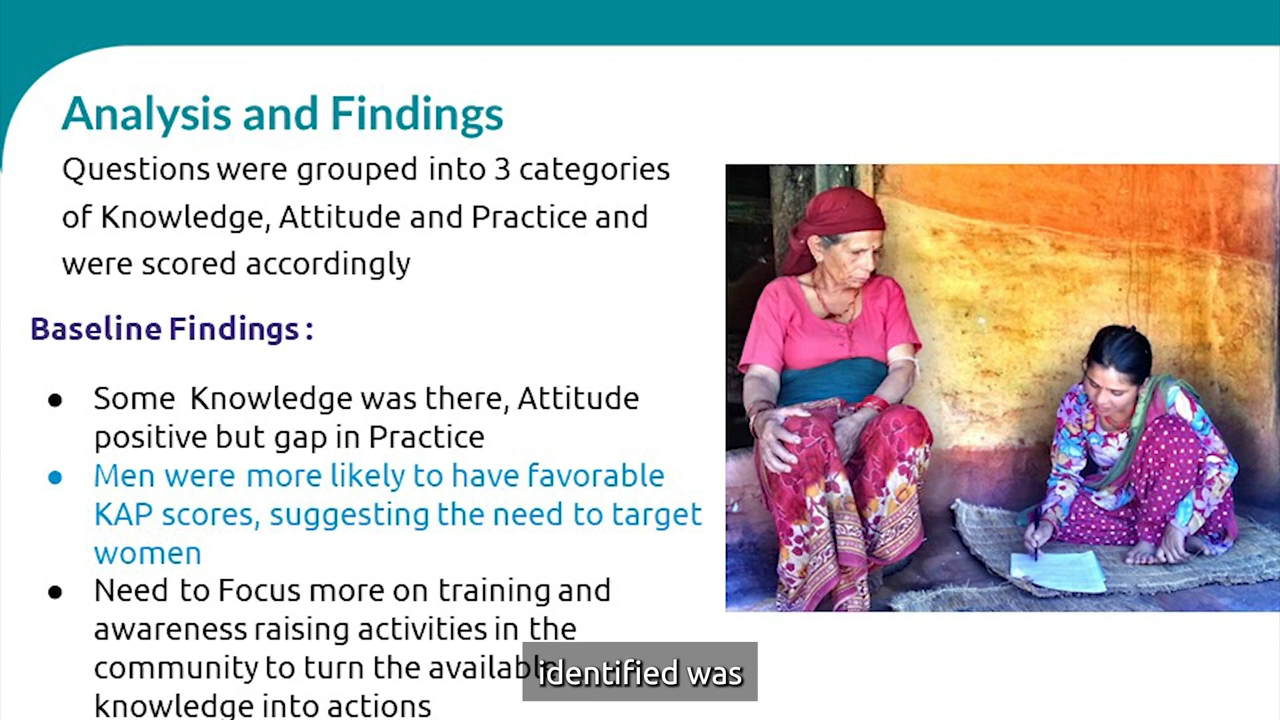 Analysis and Findings
Questions were grouped into 3 categories
of Knowledge, Attitude and Practice and
were scored accordingly
Baseline Findings :
● Some Knowledge was there, Attitude
positive but gap in Practice
● Men were more likely to have favorable
KAP scores, suggesting the need to target
women
● Need to Focus more on training and
awareness raising activities in the
community to turn the available
knowledge into actions
identified was